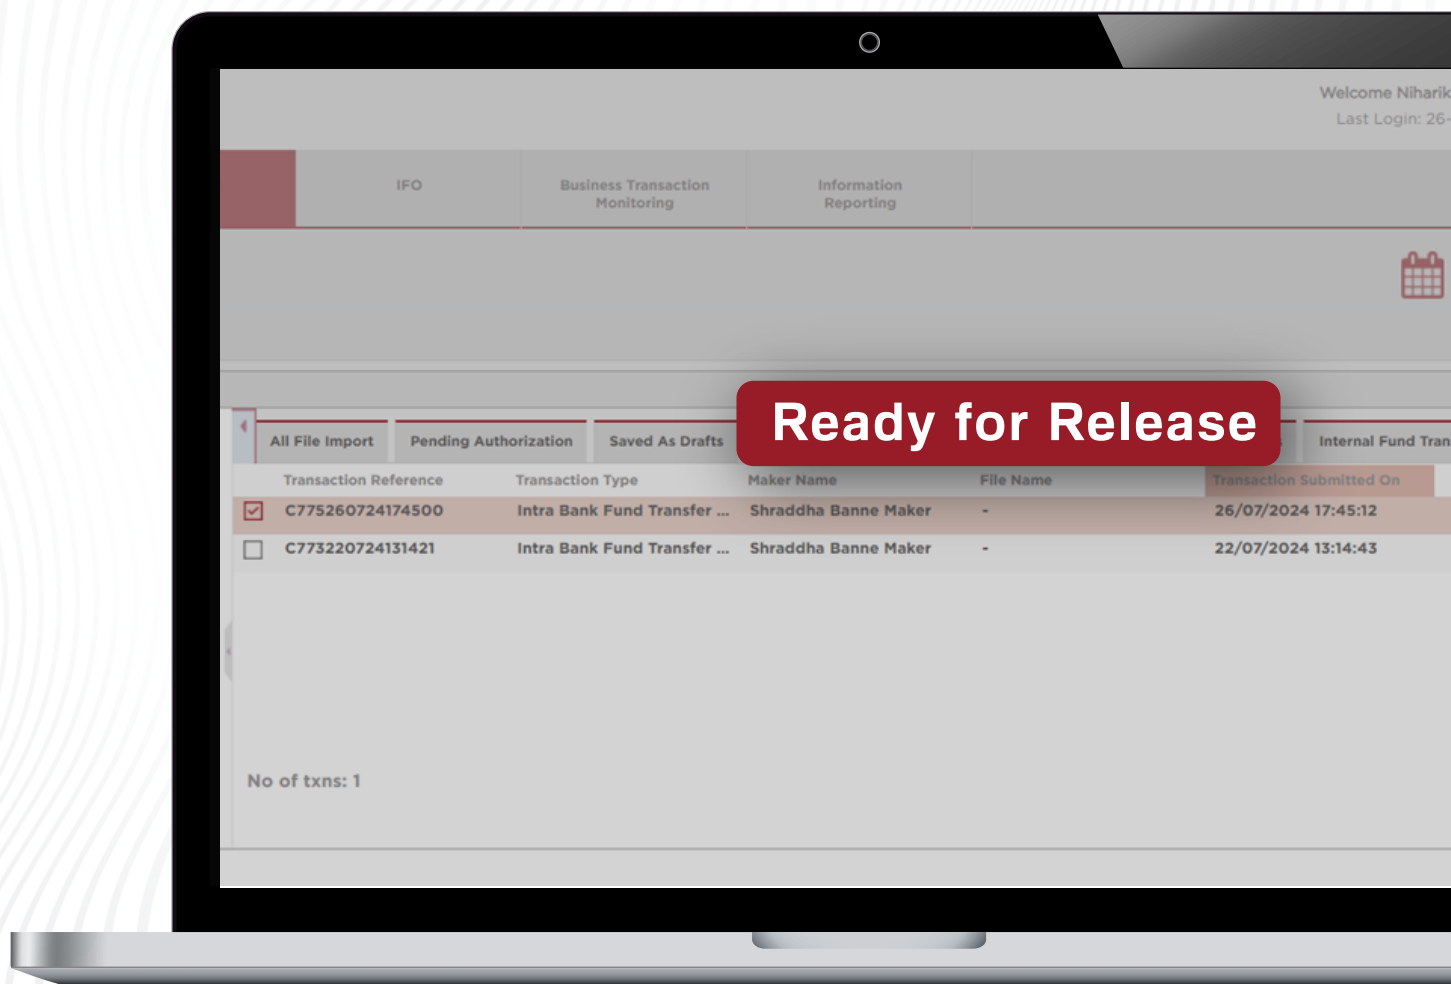 Welcome Niharik
Last Login: 26-
IFO
Business Transaction
Monitoring
Information
Reporting
All File Import
Pending Authorization
Saved As Drafts
Ready for Release
Internal Fund Tran
Transaction Reference Transaction Type Maker Name File Name Transaction Submitted On
C775260724174500 Intra Bank Fund Transfer ... Shraddha Banne Maker - 26/07/2024 17:45:12
C773220724131421 Intra Bank Fund Transfer ... Shraddha Banne Maker - 22/07/2024 13:14:43
No of txns: 1